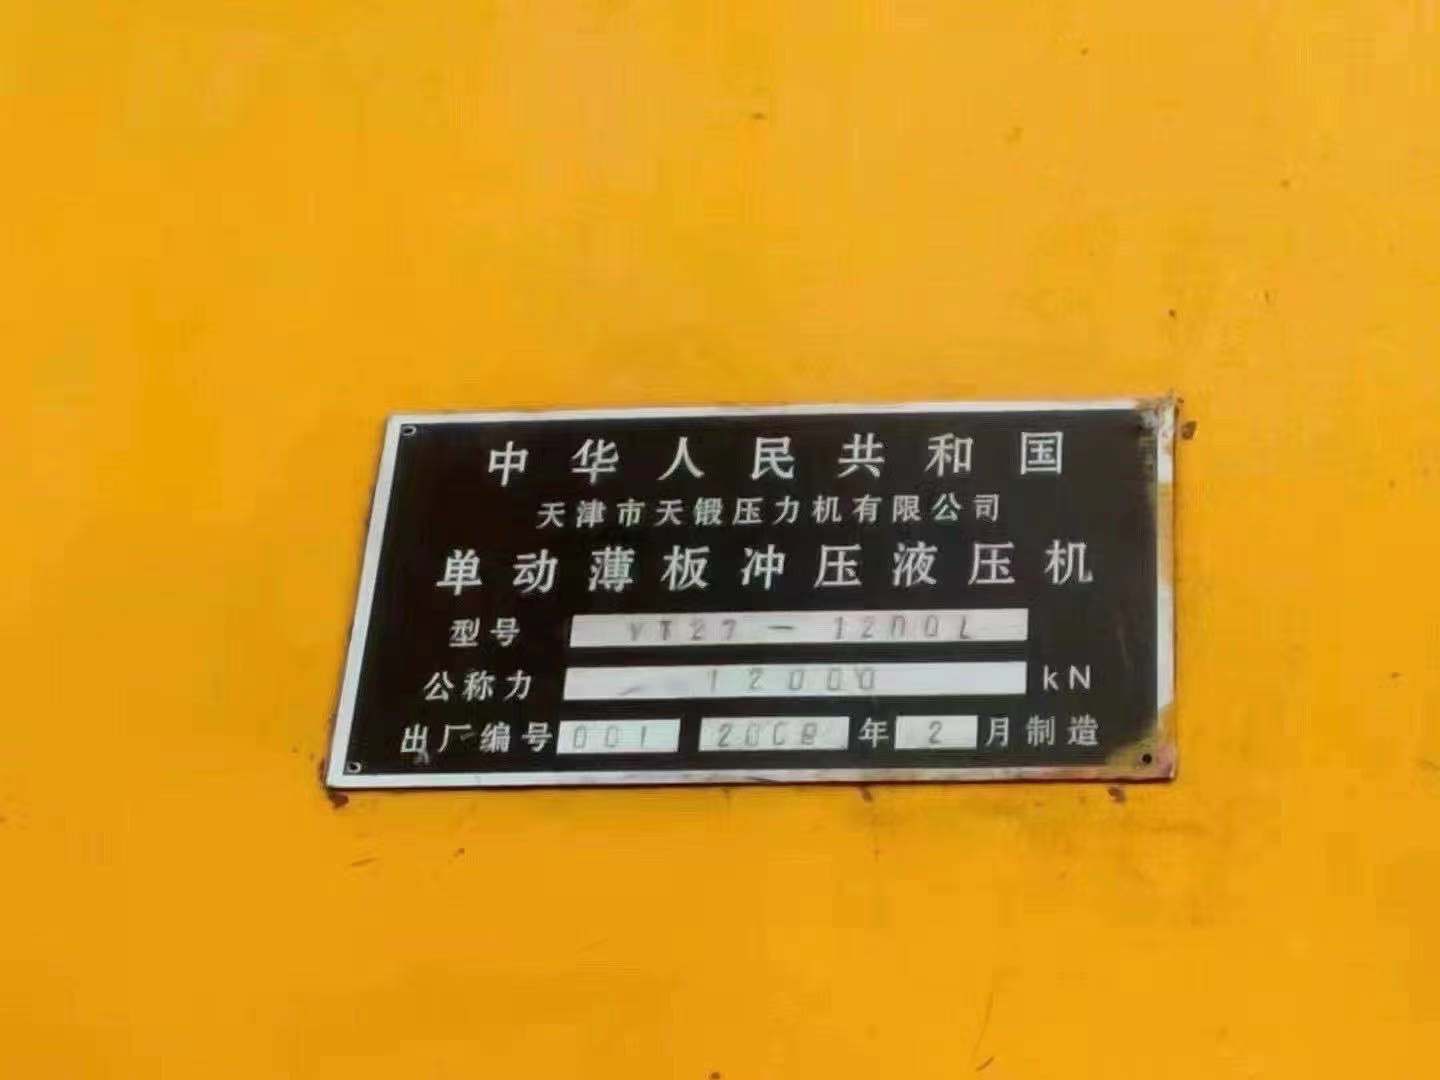 中华人民共和国
天津市天锻压力机有限公司
单动薄板冲压液压机
型号 YT27-1200L
公称力 12000 kN
出厂编号 001 2008 年 2 月制造